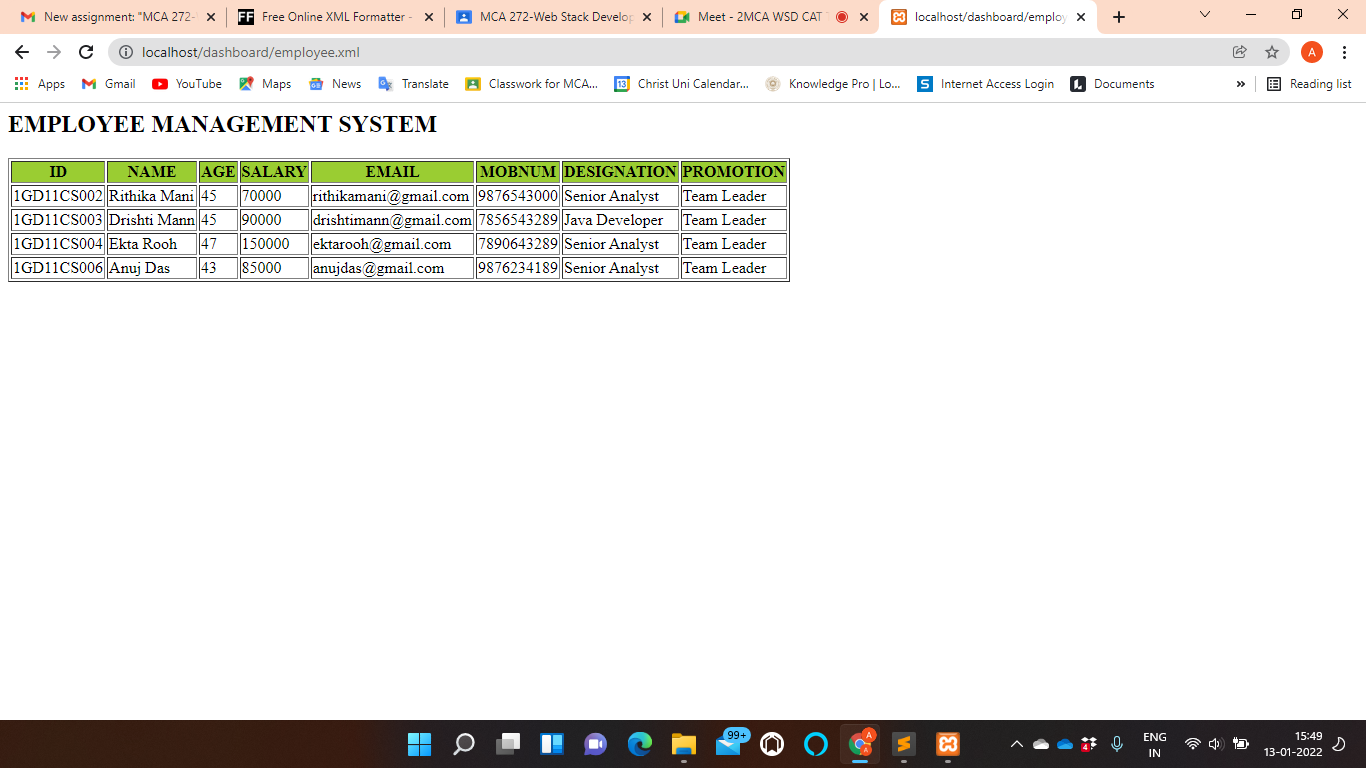 New assignment: "MCA 272- Free Online XML Formatter - MCA 272-Web Stack Develop Meet - 2MCA WSD CAT localhost/dashboard/employ
localhost/dashboard/employee.xml A
Apps Gmail YouTube Maps News Translate Classwork for MCA... 13 Christ Uni Calendar... Knowledge Pro | Lo... S Internet Access Login Documents » Reading list
EMPLOYEE MANAGEMENT SYSTEM
ID NAME AGE SALARY EMAIL MOBNUM DESIGNATION PROMOTION
1GD11CS002 Rithika Mani 45 70000 rithikamani@gmail.com 9876543000 Senior Analyst Team Leader
1GD11CS003 Drishti Mann 45 90000 drishtimann@gmail.com 7856543289 Java Developer Team Leader
1GD11CS004 Ekta Rooh 47 150000 ektarooh@gmail.com 7890643289 Senior Analyst Team Leader
1GD11CS006 Anuj Das 43 85000 anujdas@gmail.com 9876234189 Senior Analyst Team Leader
99+ A 4 ENG 15:49
IN 13-01-2022